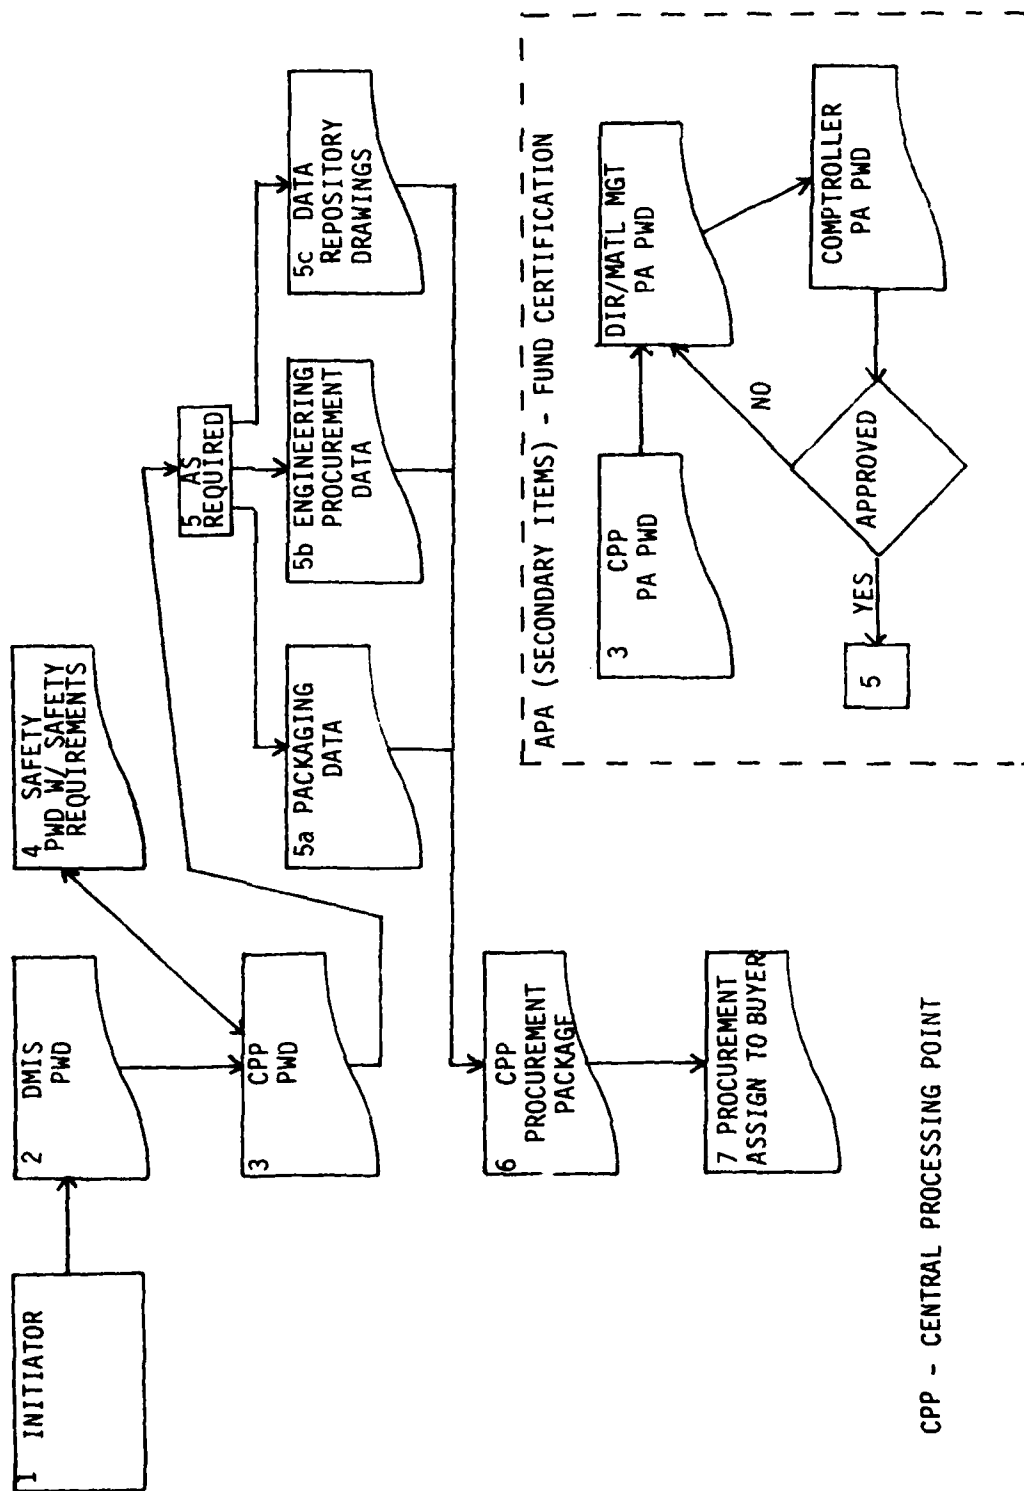 1 INITIATOR
2 DMIS
PWD
3 CPP
PWD
4 SAFETY
PWD W/ SAFETY
REQUIREMENTS
5 AS
REQUIRED
5a PACKAGING
DATA
5b ENGINEERING
PROCUREMENT
DATA
5c DATA
REPOSITORY
DRAWINGS
6 CPP
PROCUREMENT
PACKAGE
7 PROCUREMENT
ASSIGN TO BUYER
APA (SECONDARY ITEMS) - FUND CERTIFICATION
3 CPP
PA PWD
DIR/MATL MGT
PA PWD
COMPTROLLER
PA PWD
APPROVED
NO
YES
5
CPP - CENTRAL PROCESSING POINT